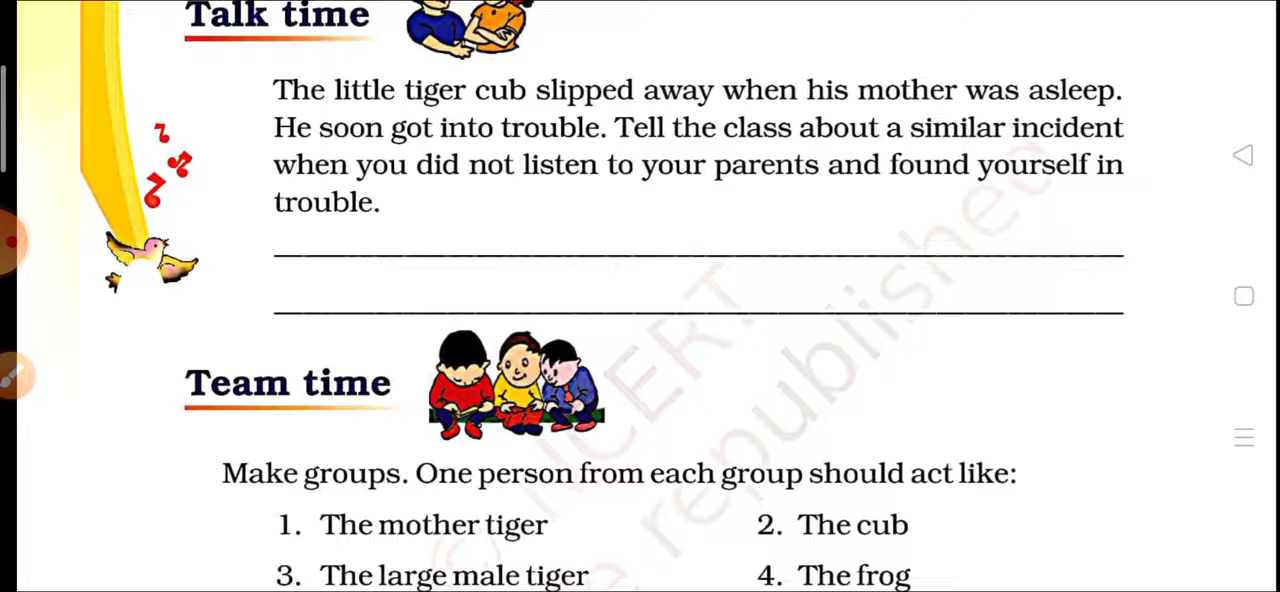 Talk time
The little tiger cub slipped away when his mother was asleep.
He soon got into trouble. Tell the class about a similar incident
when you did not listen to your parents and found yourself in
trouble.
Team time
Make groups. One person from each group should act like:
1. The mother tiger 2. The cub
3. The large male tiger 4. The frog
© NCERT
be republished